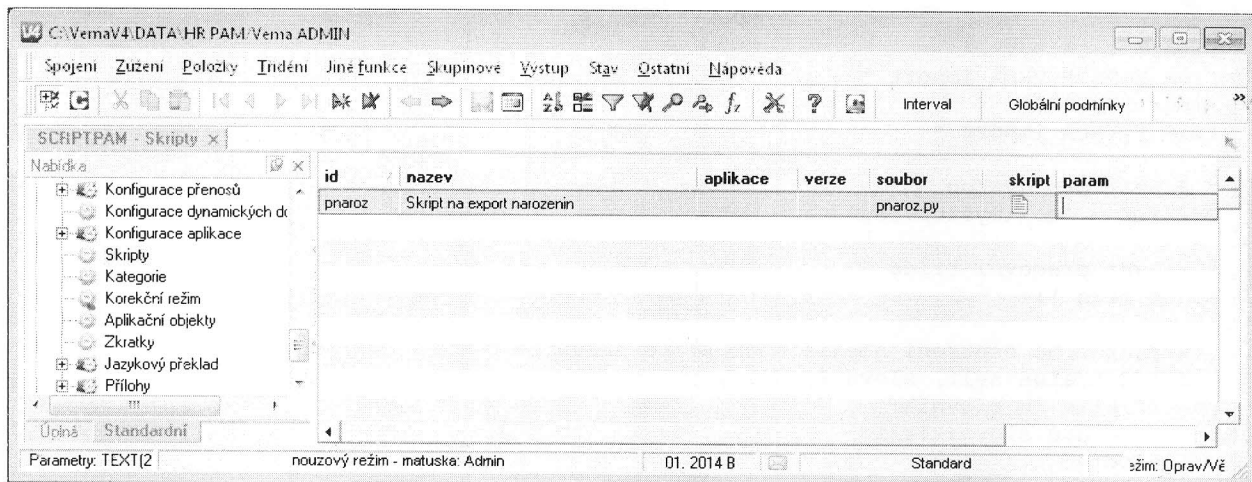 V4 C:\VemaV4\DATA\HR PAM/Vema ADMIN
Spojení Zúžení Položky Třídění Jiné funkce Skupinové Výstup Stav Ostatní Nápověda
Interval Globální podmínky
SCRIPTPAM - Skripty
Nabídka
id nazev aplikace verze soubor skript param
pnaroz Skript na export narozenin pnaroz.py
Konfigurace přenosů
Konfigurace dynamických do
Konfigurace aplikace
Skripty
Kategorie
Korekční režim
Aplikační objekty
Zkratky
Jazykový překlad
Přílohy
Úplná Standardní
Parametry: TEXT(2 nouzový režim - matuska: Admin 01. 2014 B Standard ežim: Oprav/Vě